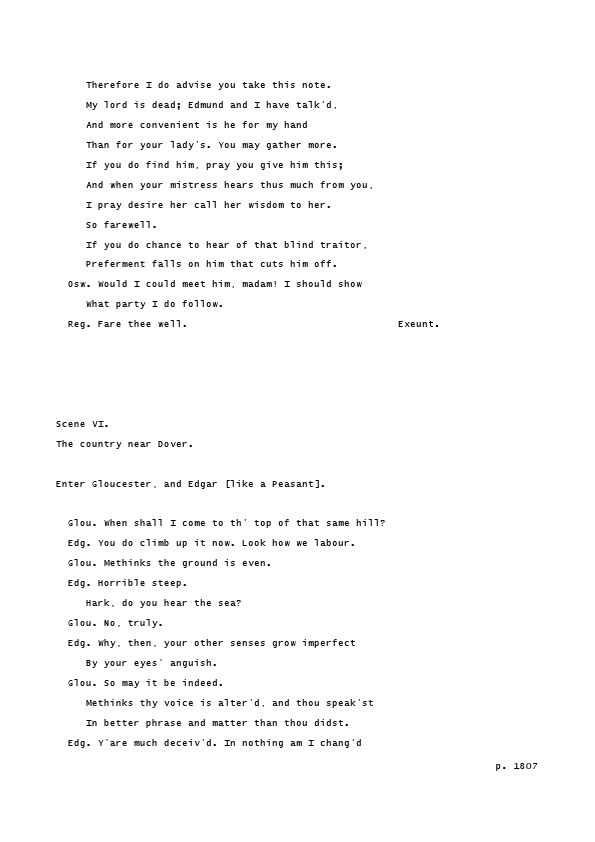 Therefore I do advise you take this note.
My lord is dead; Edmund and I have talk'd,
And more convenient is he for my hand
Than for your lady's. You may gather more.
If you do find him, pray you give him this;
And when your mistress hears thus much from you,
I pray desire her call her wisdom to her.
So farewell.
If you do chance to hear of that blind traitor,
Preferment falls on him that cuts him off.
Osw. Would I could meet him, madam! I should show
What party I do follow.
Reg. Fare thee well. Exeunt.
Scene VI.
The country near Dover.
Enter Gloucester, and Edgar [like a Peasant].
Glou. When shall I come to th' top of that same hill?
Edg. You do climb up it now. Look how we labour.
Glou. Methinks the ground is even.
Edg. Horrible steep.
Hark, do you hear the sea?
Glou. No, truly.
Edg. Why, then, your other senses grow imperfect
By your eyes' anguish.
Glou. So may it be indeed.
Methinks thy voice is alter'd, and thou speak'st
In better phrase and matter than thou didst.
Edg. Y'are much deceiv'd. In nothing am I chang'd
p. 1807